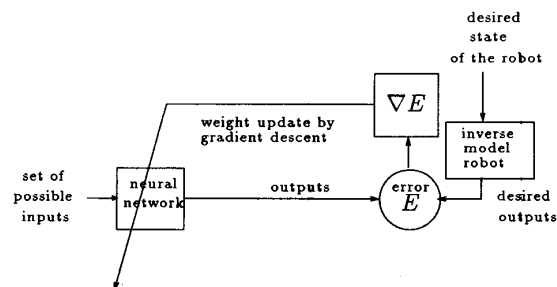 desired
state
of the robot
∇E
weight update by
gradient descent
inverse
model
robot
set of
possible
inputs
neural
network
outputs
error
E
desired
outputs